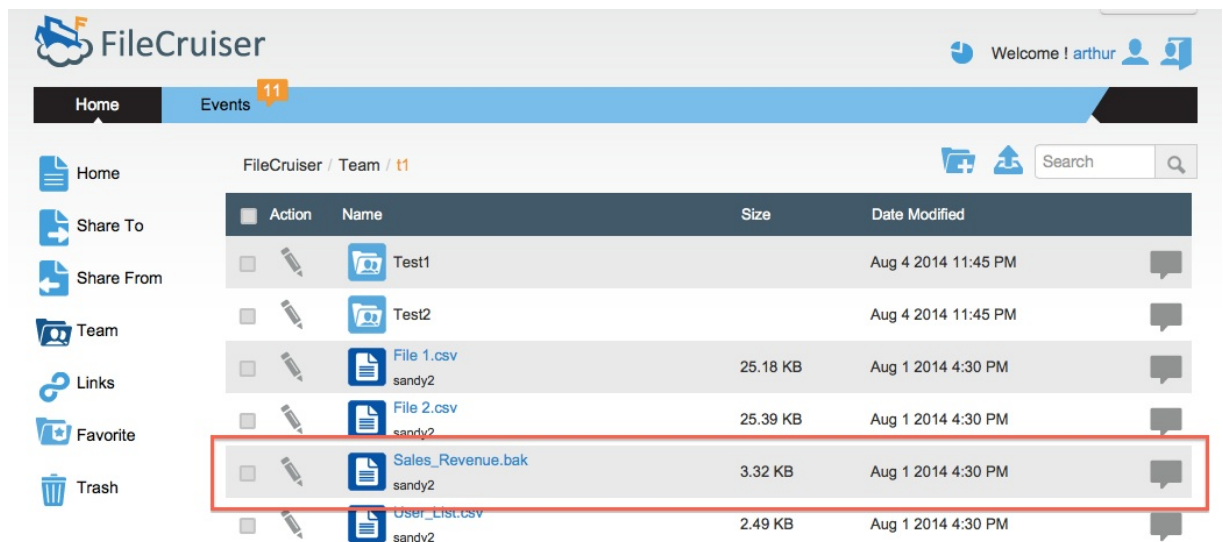 FileCruiser
Welcome ! arthur
Home
Events
11
Home
Share To
Share From
Team
Links
Favorite
Trash
FileCruiser / Team / t1
Search
Action Name Size Date Modified
Test1 Aug 4 2014 11:45 PM
Test2 Aug 4 2014 11:45 PM
File 1.csv
sandy2
25.18 KB Aug 1 2014 4:30 PM
File 2.csv
sandy2
25.39 KB Aug 1 2014 4:30 PM
Sales_Revenue.bak
sandy2
3.32 KB Aug 1 2014 4:30 PM
User_List.csv
sandy2
2.49 KB Aug 1 2014 4:30 PM